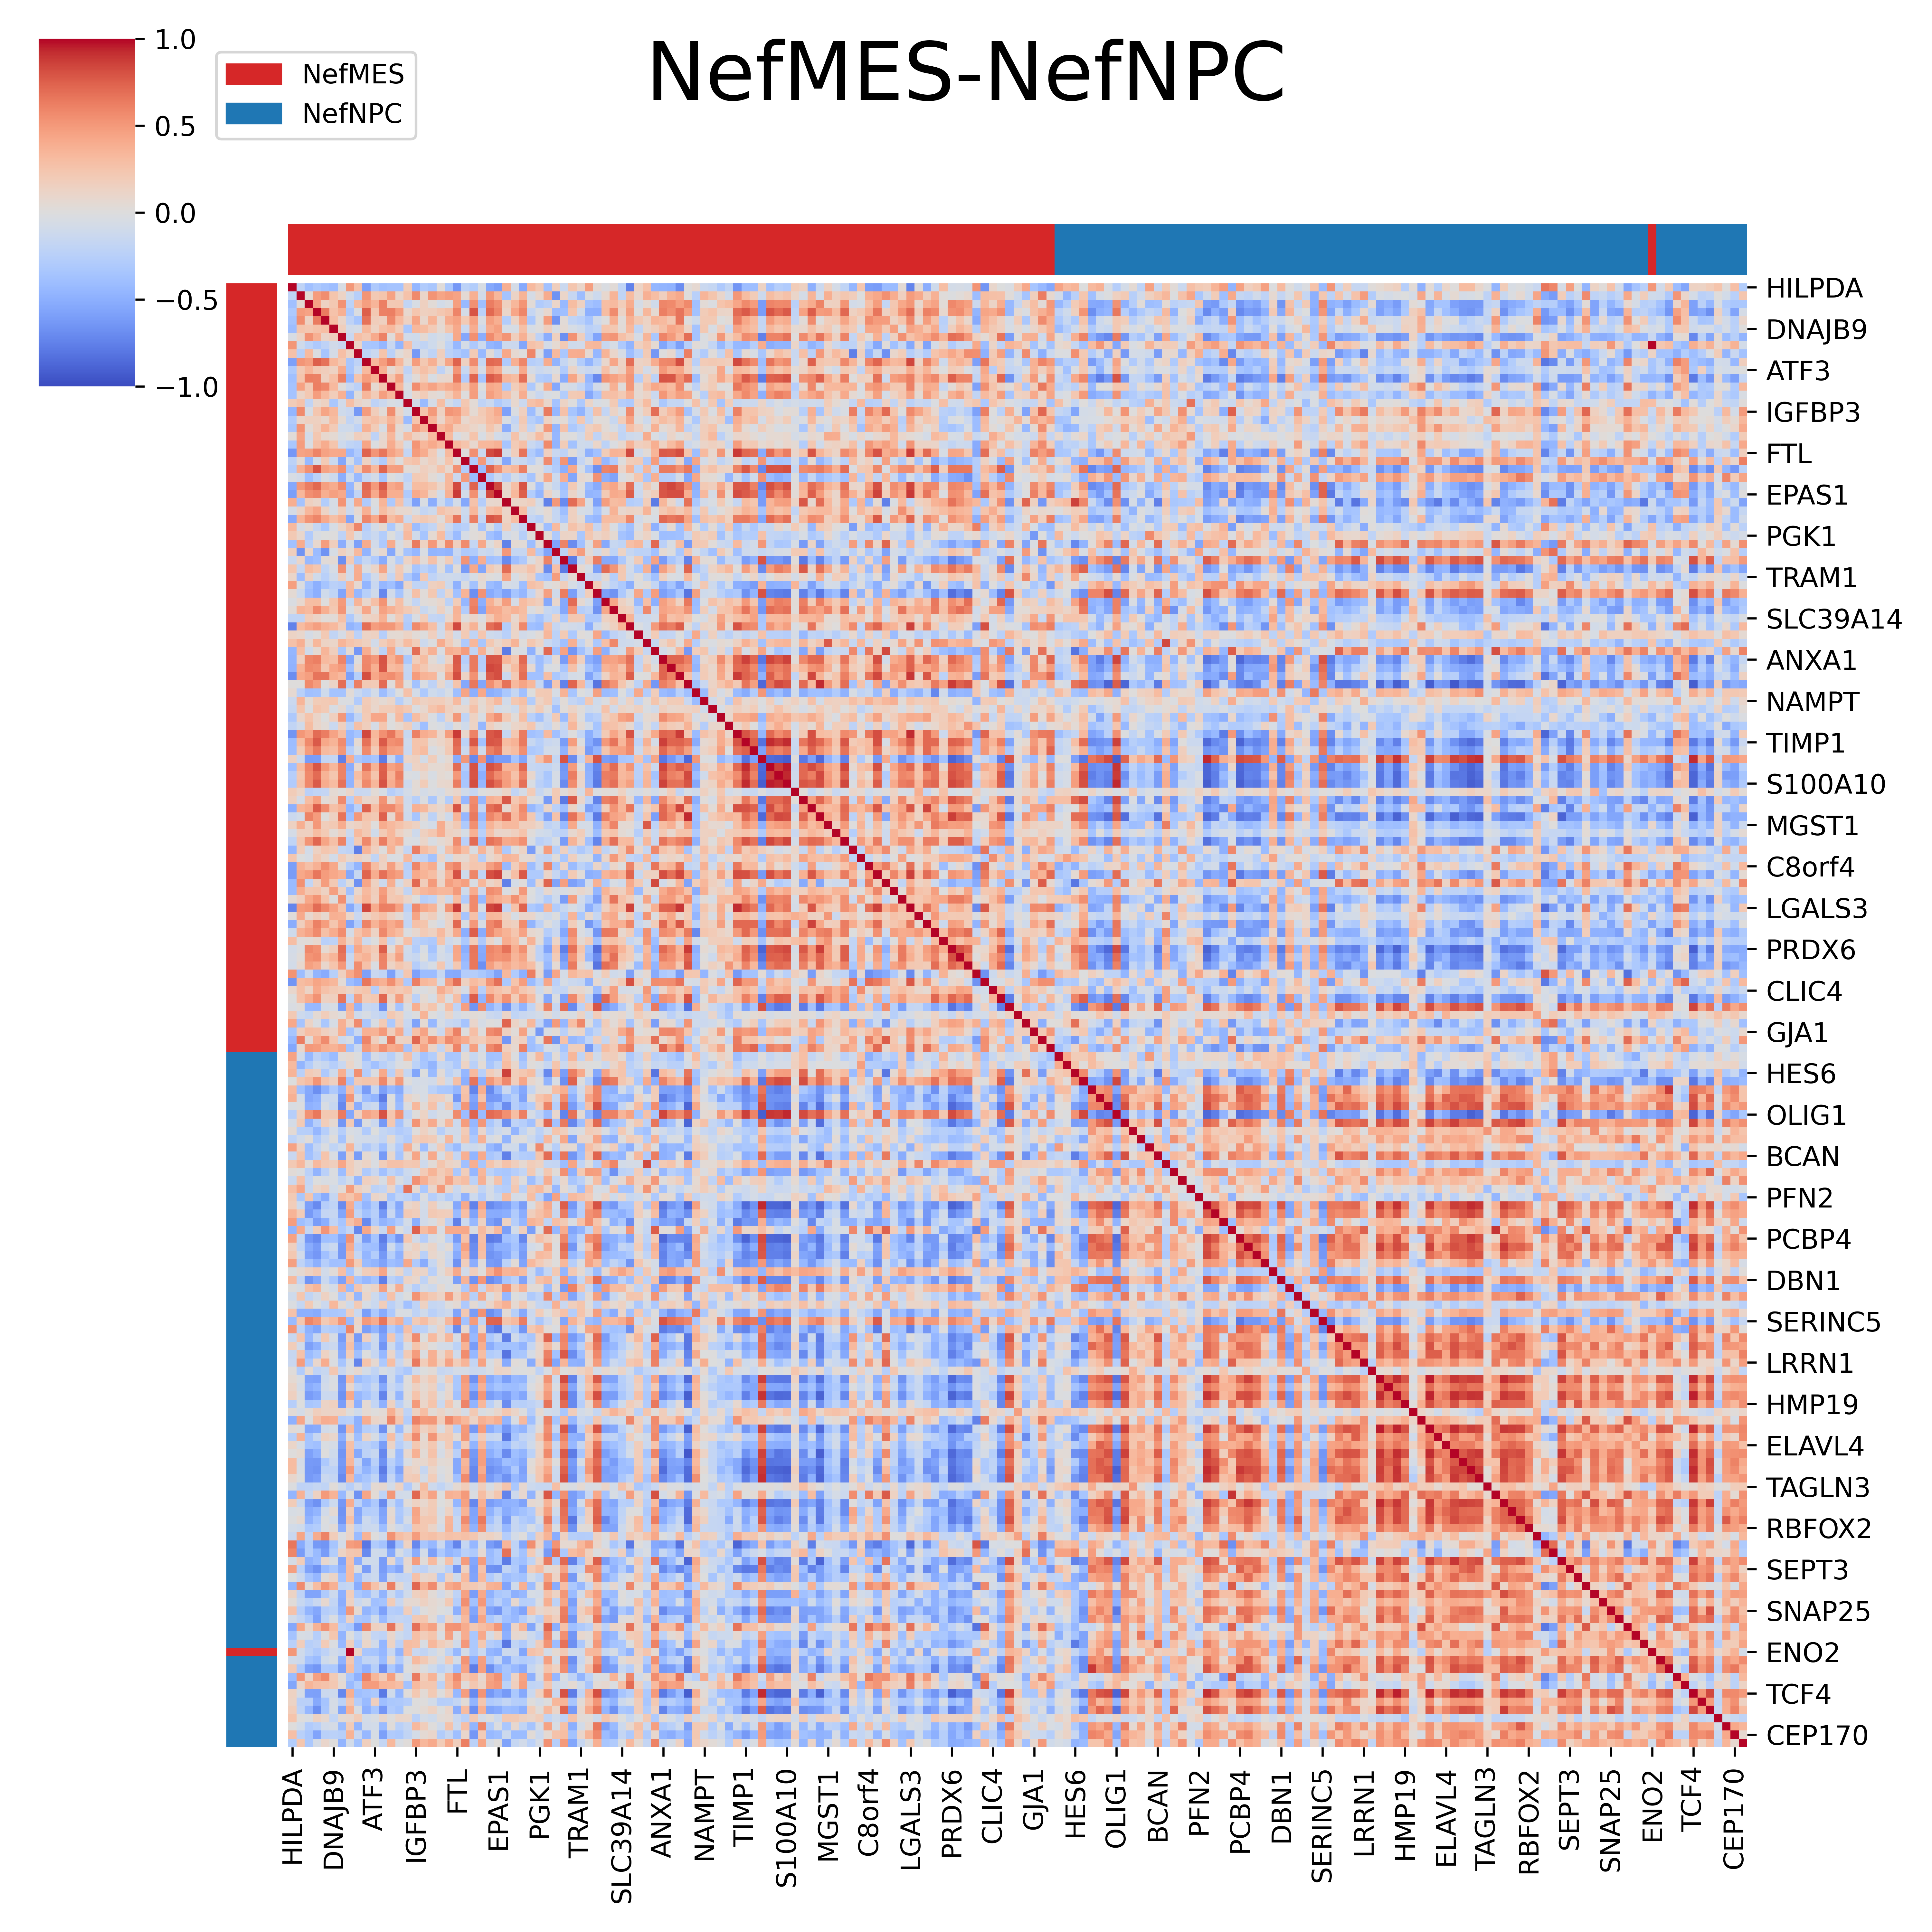 NefMES-NefNPC
1.0
0.5
0.0
−0.5
−1.0
NefMES
NefNPC
HILPDA
DNAJB9
ATF3
IGFBP3
FTL
EPAS1
PGK1
TRAM1
SLC39A14
ANXA1
NAMPT
TIMP1
S100A10
MGST1
C8orf4
LGALS3
PRDX6
CLIC4
GJA1
HES6
OLIG1
BCAN
PFN2
PCBP4
DBN1
SERINC5
LRRN1
HMP19
ELAVL4
TAGLN3
RBFOX2
SEPT3
SNAP25
ENO2
TCF4
CEP170
HILPDA
DNAJB9
ATF3
IGFBP3
FTL
EPAS1
PGK1
TRAM1
SLC39A14
ANXA1
NAMPT
TIMP1
S100A10
MGST1
C8orf4
LGALS3
PRDX6
CLIC4
GJA1
HES6
OLIG1
BCAN
PFN2
PCBP4
DBN1
SERINC5
LRRN1
HMP19
ELAVL4
TAGLN3
RBFOX2
SEPT3
SNAP25
ENO2
TCF4
CEP170